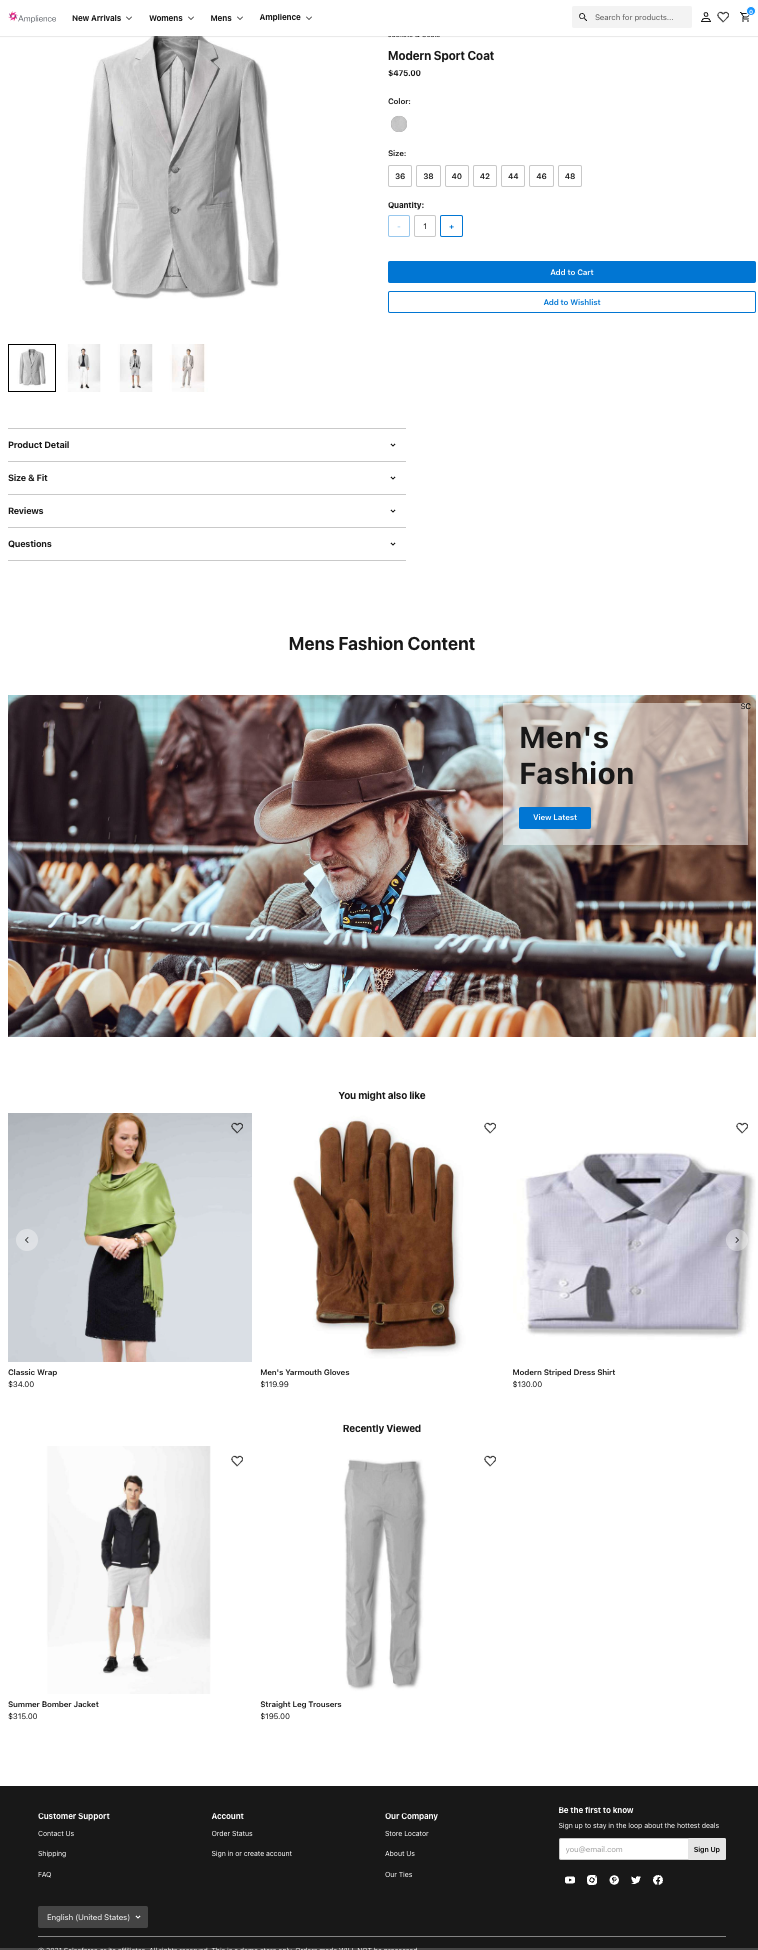 Amplience
New Arrivals
Womens
Mens
Amplience
Search for products...
0
Modern Sport Coat
$475.00
Color:
Size:
36 38 40 42 44 46 48
Quantity:
- 1 +
Add to Cart
Add to Wishlist
Product Detail
Size & Fit
Reviews
Questions
Mens Fashion Content
SC
Men's
Fashion
View Latest
You might also like
Classic Wrap
$34.00
Men's Yarmouth Gloves
$119.99
Modern Striped Dress Shirt
$130.00
Recently Viewed
Summer Bomber Jacket
$315.00
Straight Leg Trousers
$195.00
Customer Support
Contact Us
Shipping
FAQ
Account
Order Status
Sign in or create account
Our Company
Store Locator
About Us
Our Ties
Be the first to know
Sign up to stay in the loop about the hottest deals
you@email.com
Sign Up
English (United States)